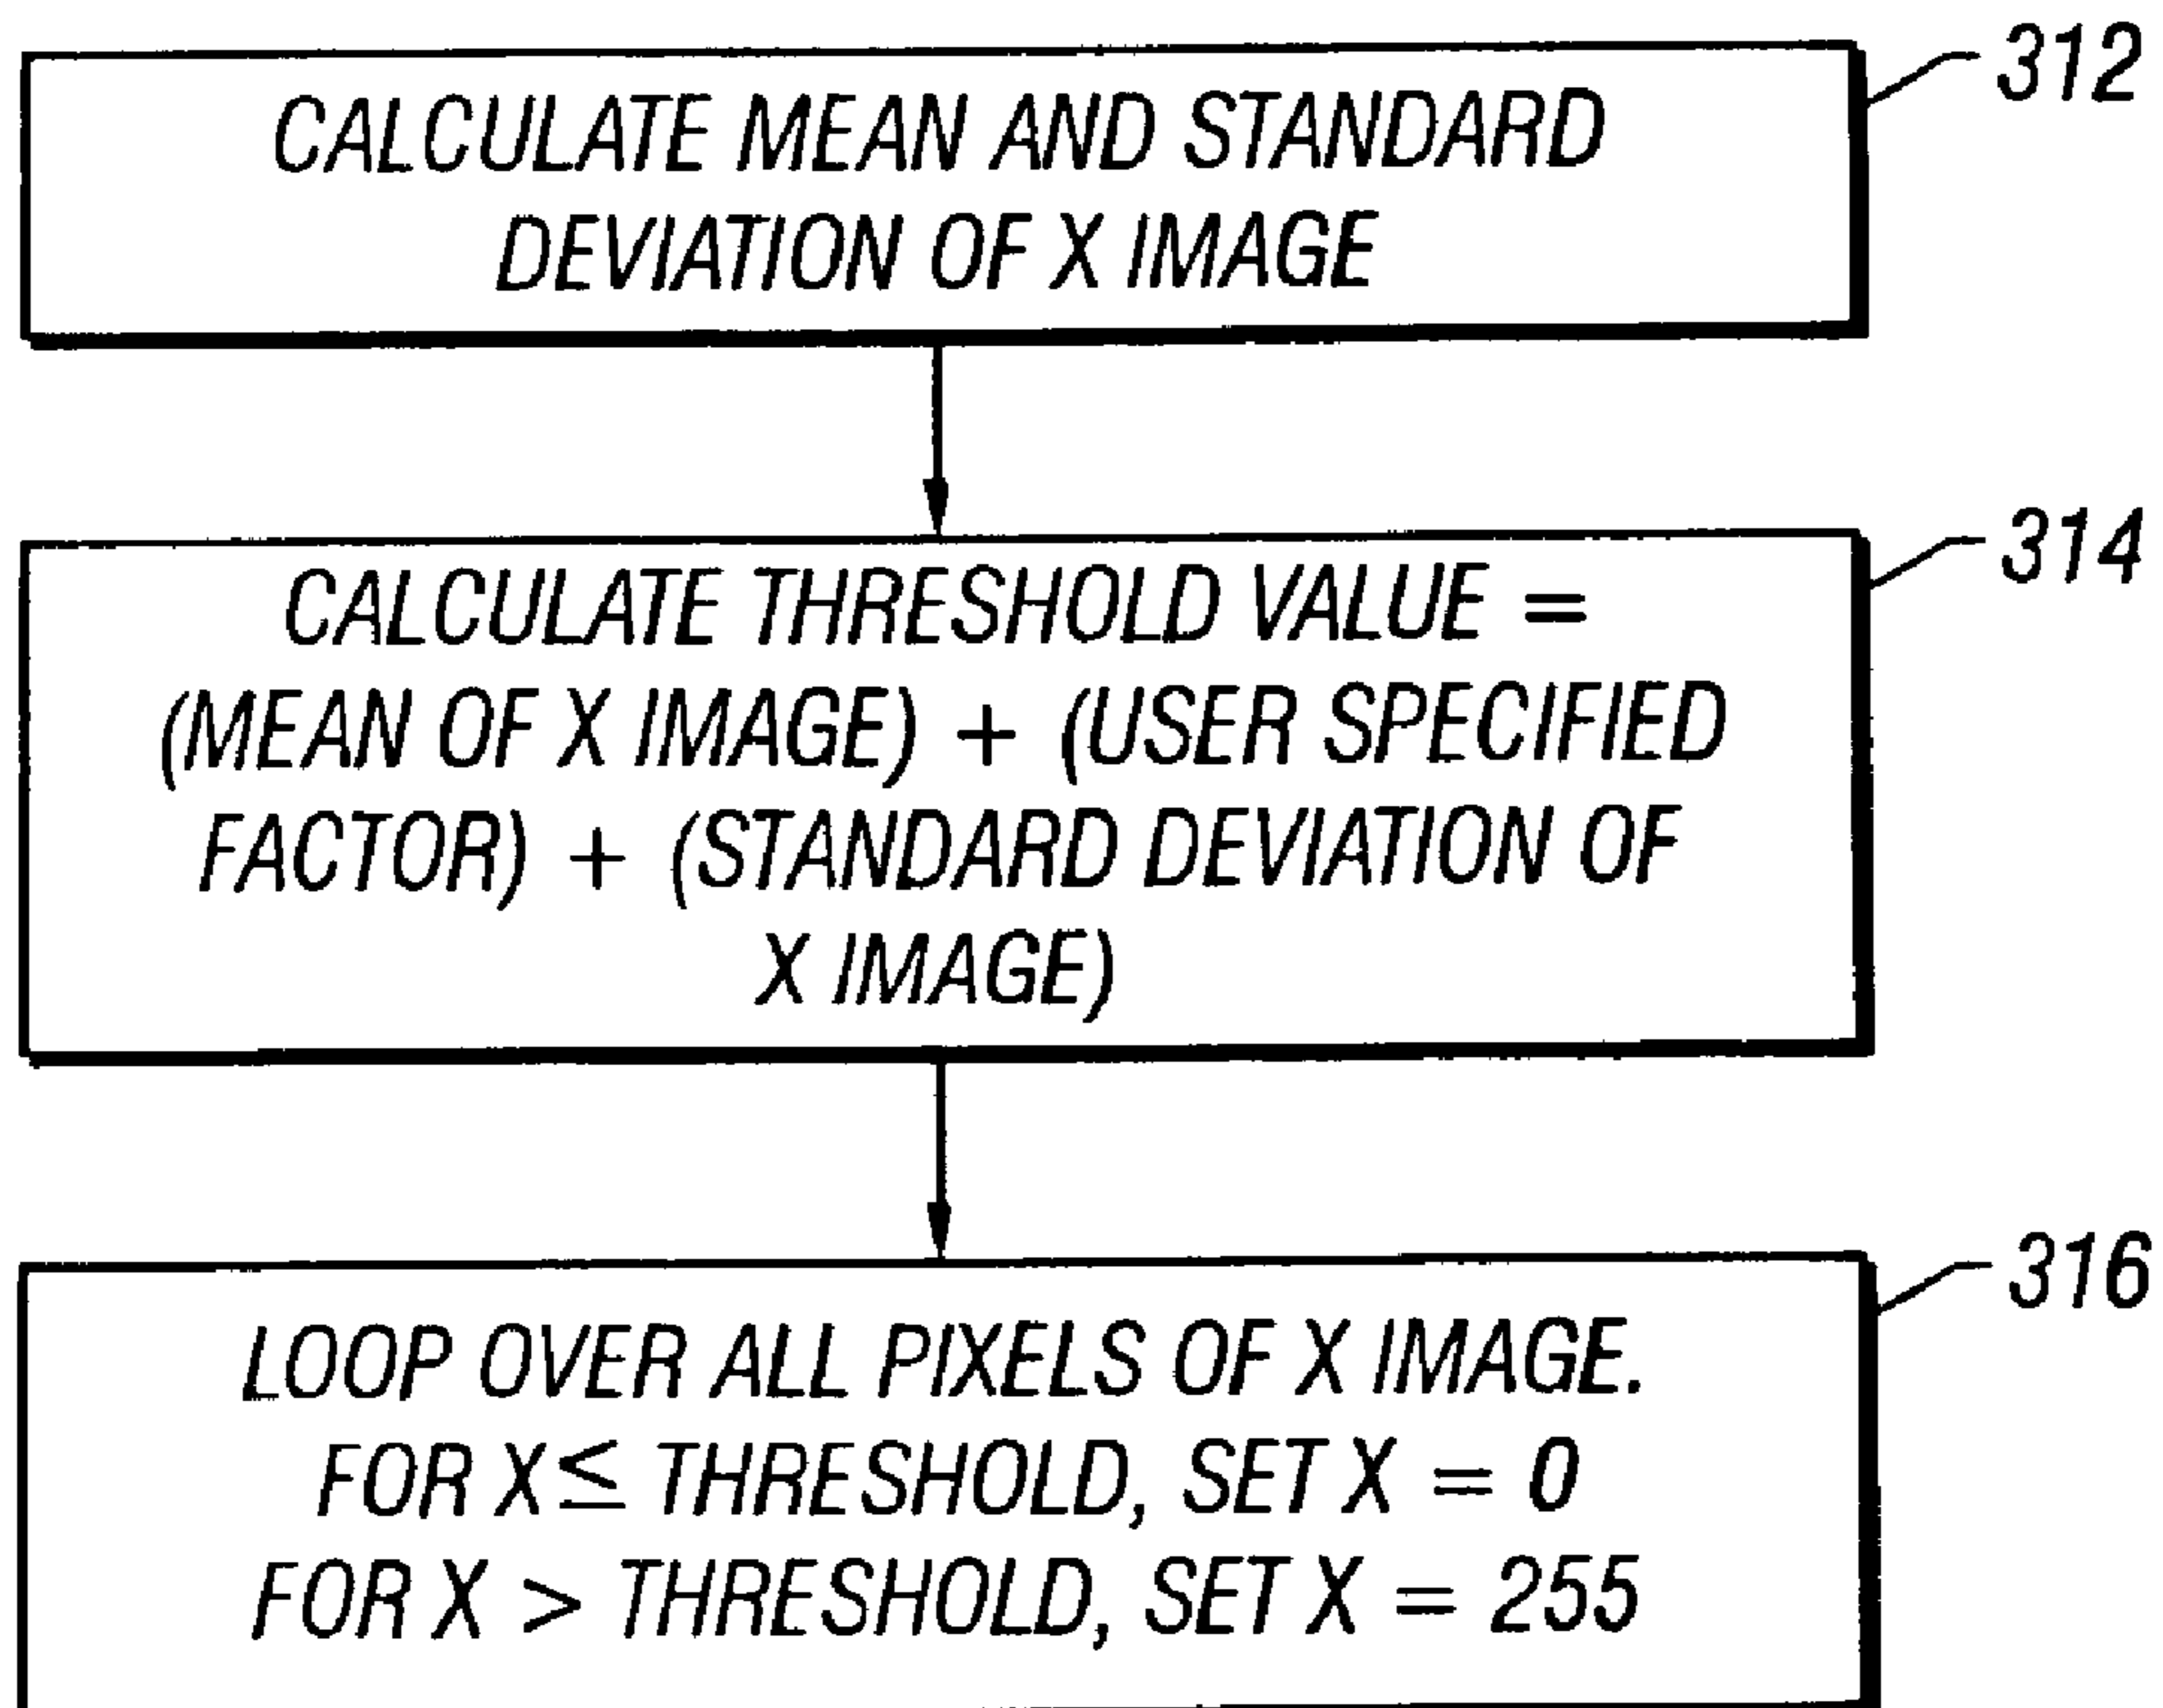 312
CALCULATE MEAN AND STANDARD
DEVIATION OF X IMAGE
314
CALCULATE THRESHOLD VALUE =
(MEAN OF X IMAGE) + (USER SPECIFIED
FACTOR) + (STANDARD DEVIATION OF
X IMAGE)
316
LOOP OVER ALL PIXELS OF X IMAGE.
FOR X ≤ THRESHOLD, SET X = 0
FOR X > THRESHOLD, SET X = 255